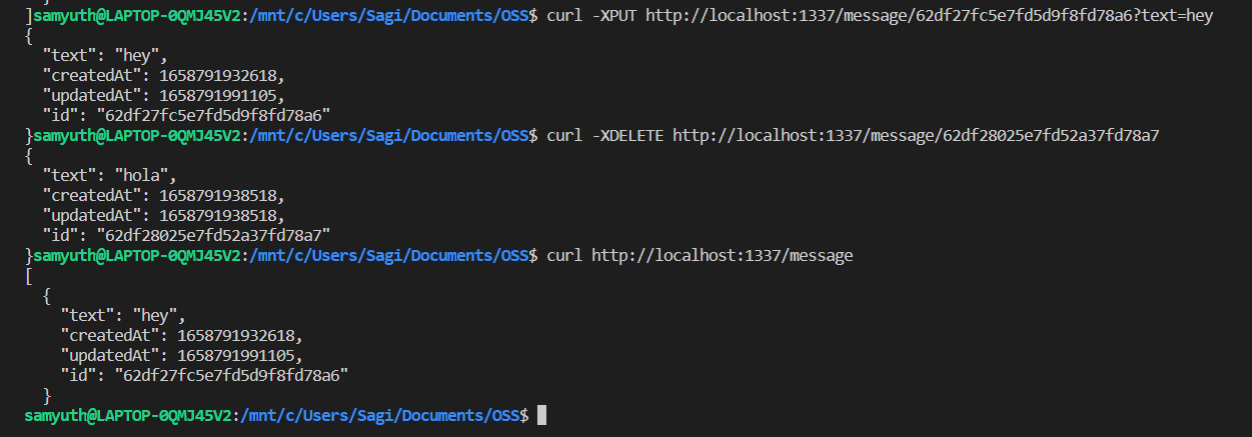 ]samyuth@LAPTOP-0QMJ45V2:/mnt/c/Users/Sagi/Documents/OSS$ curl -XPUT http://localhost:1337/message/62df27fc5e7fd5d9f8fd78a6?text=hey
{
  "text": "hey",
  "createdAt": 1658791932618,
  "updatedAt": 1658791991105,
  "id": "62df27fc5e7fd5d9f8fd78a6"
}samyuth@LAPTOP-0QMJ45V2:/mnt/c/Users/Sagi/Documents/OSS$ curl -XDELETE http://localhost:1337/message/62df28025e7fd52a37fd78a7
{
  "text": "hola",
  "createdAt": 1658791938518,
  "updatedAt": 1658791938518,
  "id": "62df28025e7fd52a37fd78a7"
}samyuth@LAPTOP-0QMJ45V2:/mnt/c/Users/Sagi/Documents/OSS$ curl http://localhost:1337/message
[
  {
    "text": "hey",
    "createdAt": 1658791932618,
    "updatedAt": 1658791991105,
    "id": "62df27fc5e7fd5d9f8fd78a6"
  }
samyuth@LAPTOP-0QMJ45V2:/mnt/c/Users/Sagi/Documents/OSS$